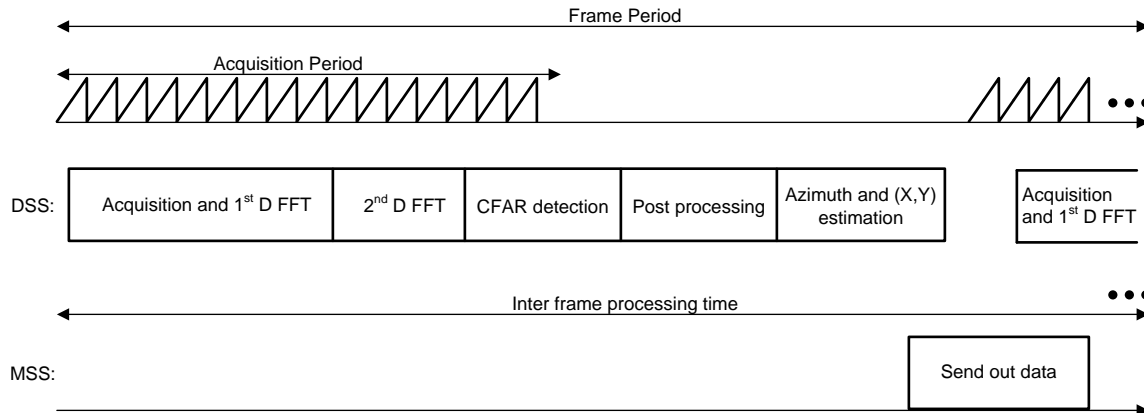 Frame Period
Acquisition Period
DSS:
Acquisition and 1st D FFT
2nd D FFT
CFAR detection
Post processing
Azimuth and (X,Y)
estimation
Acquisition
and 1st D FFT
Inter frame processing time
MSS:
Send out data